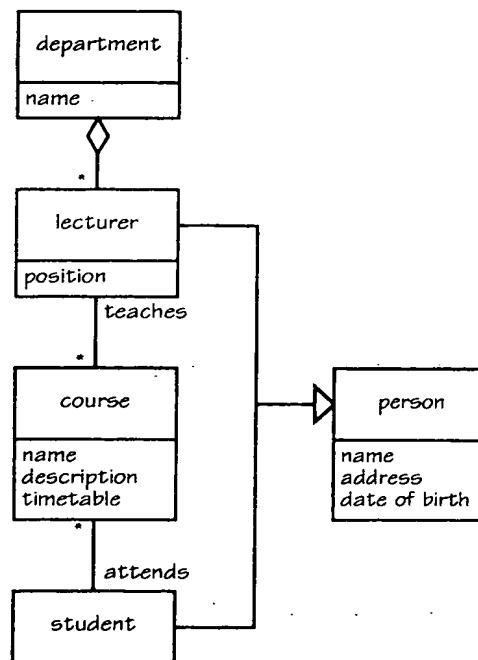 department
name
*
lecturer
position
teaches
*
course
name
description
timetable
*
attends
student
person
name
address
date of birth